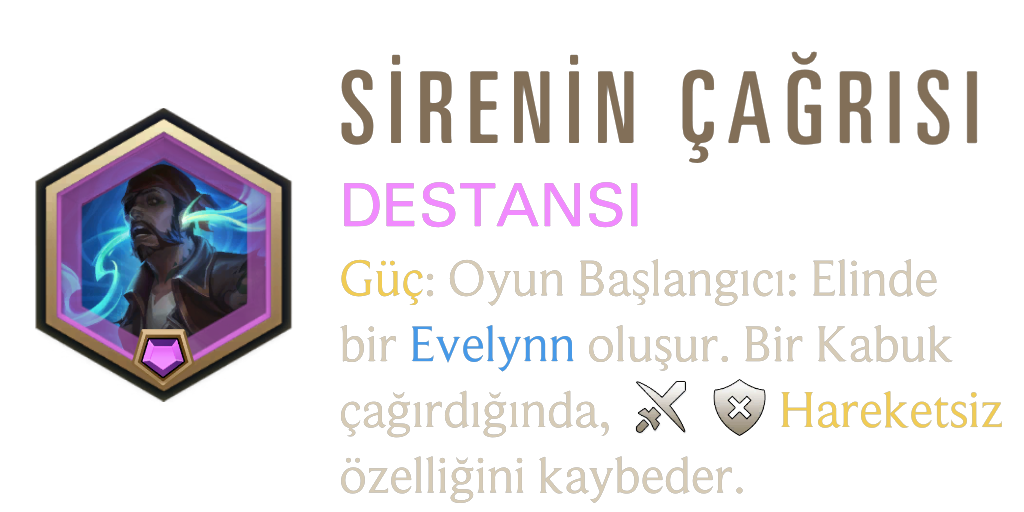 SİRENİN ÇAĞRISI
DESTANSI
Güç: Oyun Başlangıcı: Elinde
bir Evelynn oluşur. Bir Kabuk
çağırdığında, Hareketsiz
özelliğini kaybeder.